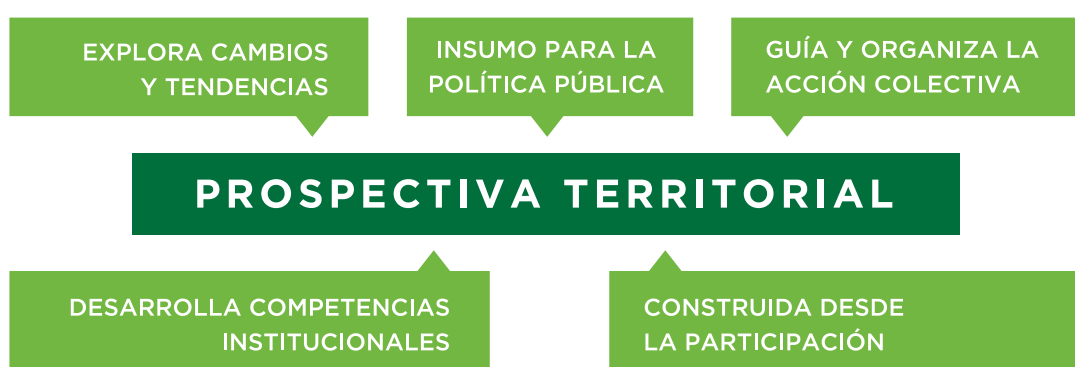 EXPLORA CAMBIOS
Y TENDENCIAS
INSUMO PARA LA
POLÍTICA PÚBLICA
GUÍA Y ORGANIZA LA
ACCIÓN COLECTIVA
PROSPECTIVA TERRITORIAL
DESARROLLA COMPETENCIAS
INSTITUCIONALES
CONSTRUIDA DESDE
LA PARTICIPACIÓN